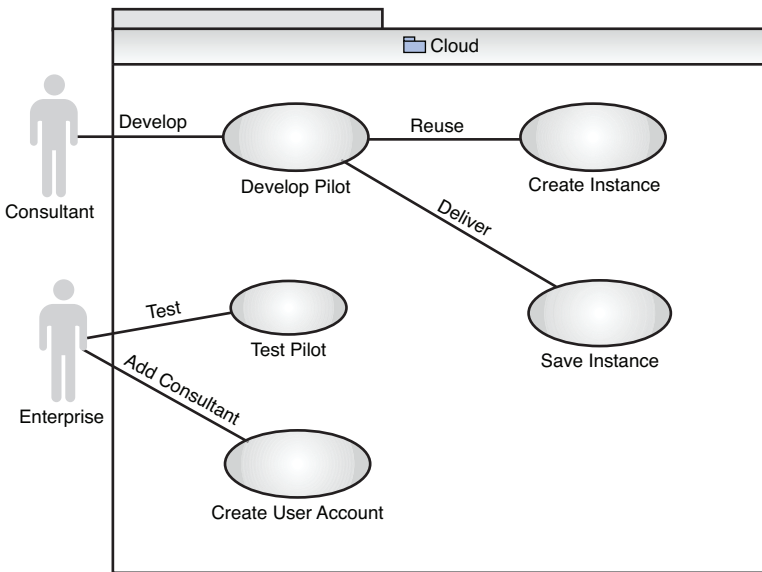 Cloud
Develop
Reuse
Consultant
Develop Pilot
Create Instance
Deliver
Test
Enterprise
Test Pilot
Save Instance
Add Consultant
Create User Account